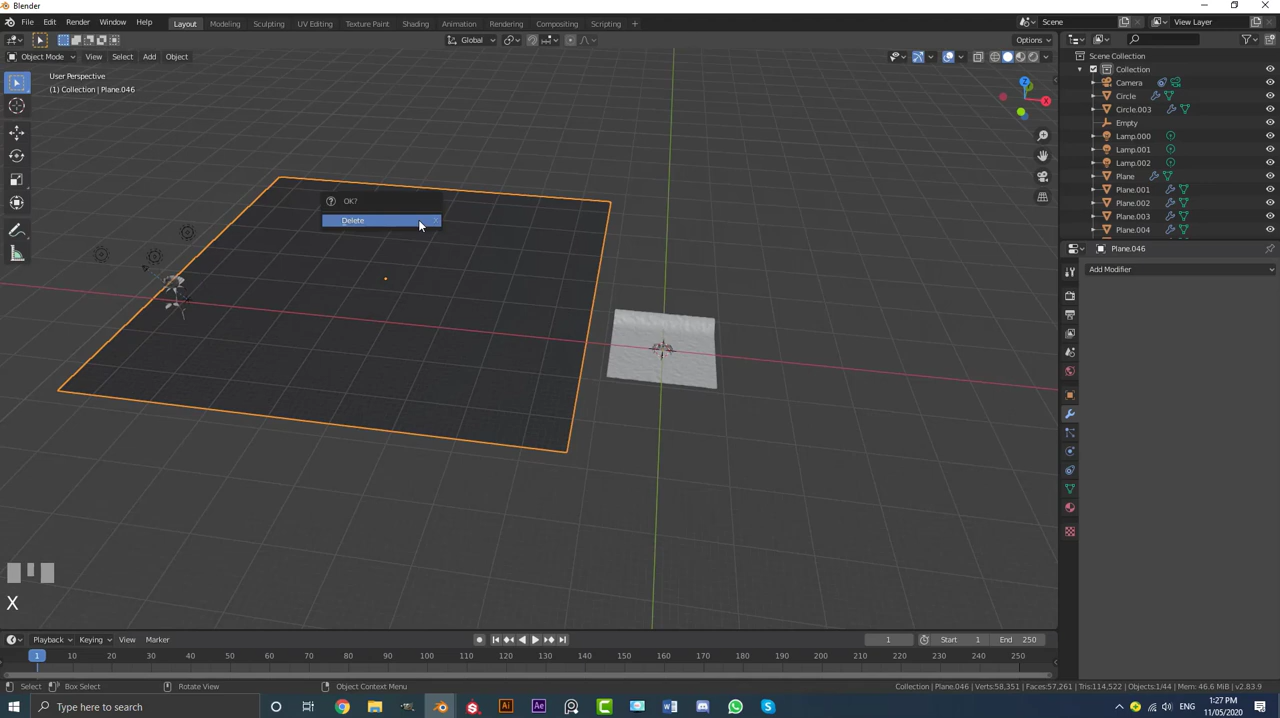 Blender
File Edit Render Window Help Layout Modeling Sculpting UV Editing Texture Paint Shading Animation Rendering Compositing Scripting + Scene View Layer
Global Options
Object Mode View Select Add Object
User Perspective
(1) Collection | Plane.046
X
Z
OK?
Delete X
X
Scene Collection
Collection
Camera
Circle
Circle.003
Empty
Lamp.000
Lamp.001
Lamp.002
Plane
Plane.001
Plane.002
Plane.003
Plane.004
Plane.046
Add Modifier
Playback Keying View Marker 1 Start 1 End 250
1 10 20 30 40 50 60 70 80 90 100 110 120 130 140 150 160 170 180 190 200 210 220 230 240 250
Select Box Select Rotate View Object Context Menu Collection | Plane.046 | Verts:58,351 | Faces:57,261 | Tris:114,522 | Objects:1/44 | Mem: 46.6 MiB | v2.83.9
Type here to search Ai Ae ENG 1:27 PM
11/05/2020